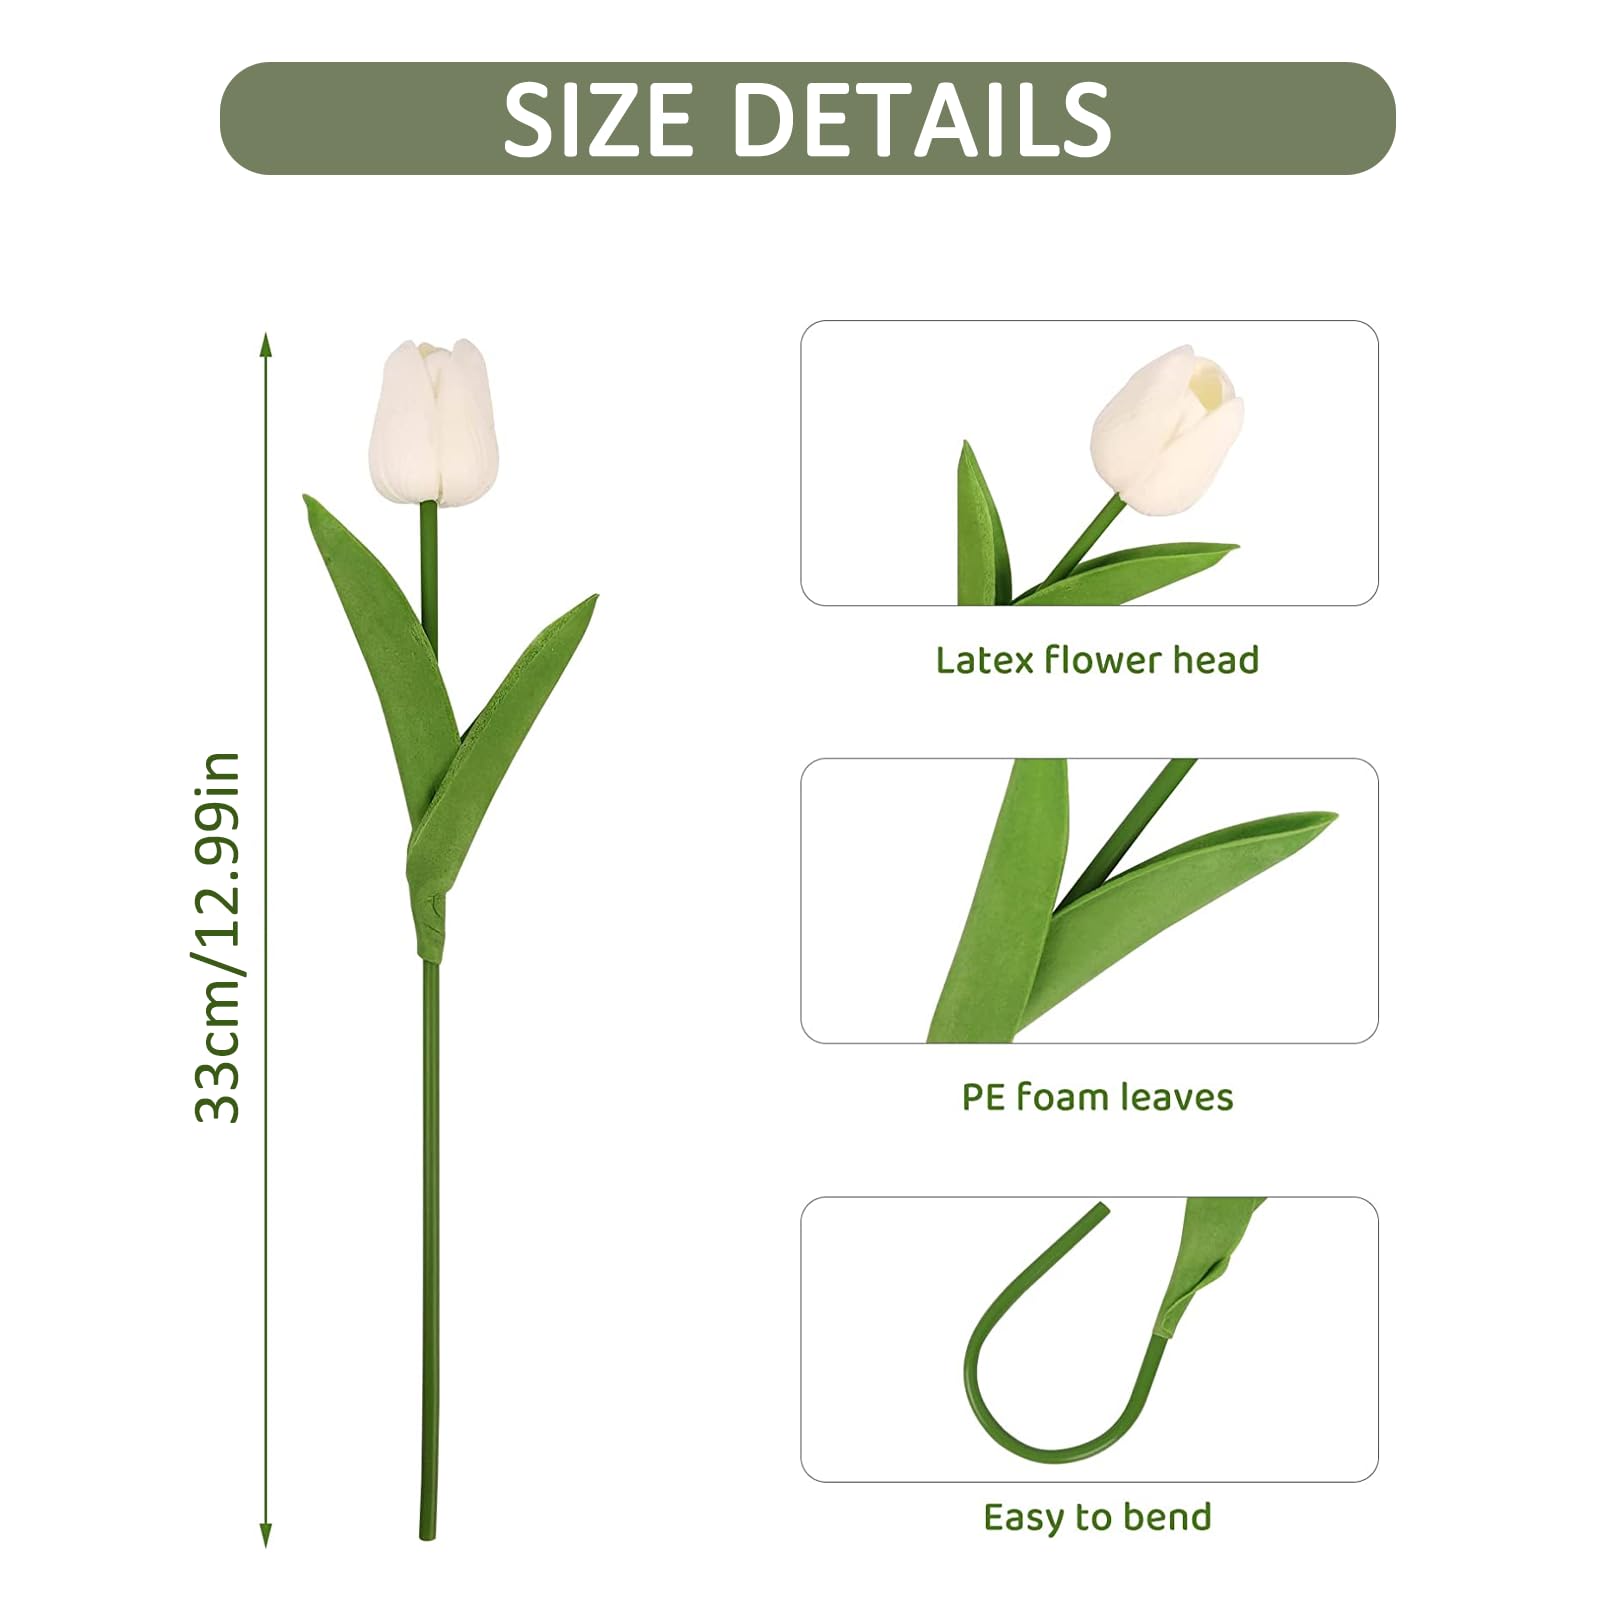 SIZE DETAILS
33cm/12.99in
Latex flower head
PE foam leaves
Easy to bend